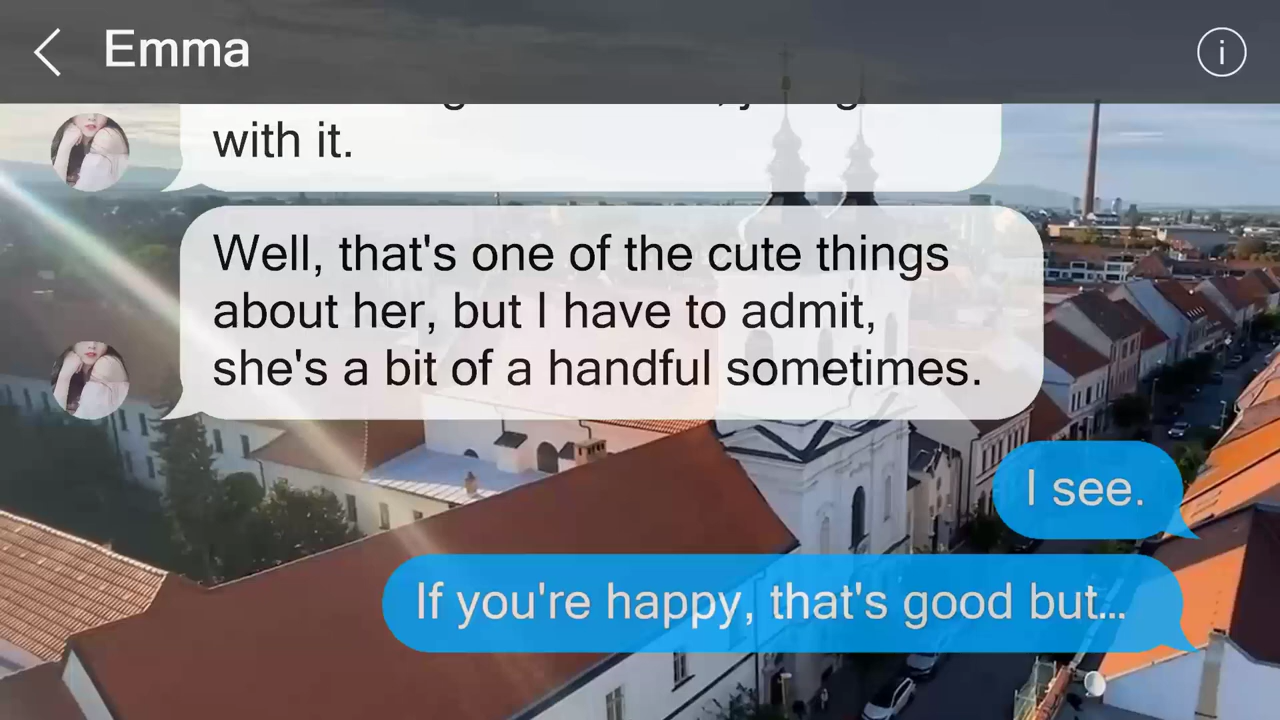 Emma
with it.
Well, that's one of the cute things
about her, but I have to admit,
she's a bit of a handful sometimes.
I see.
If you're happy, that's good but...